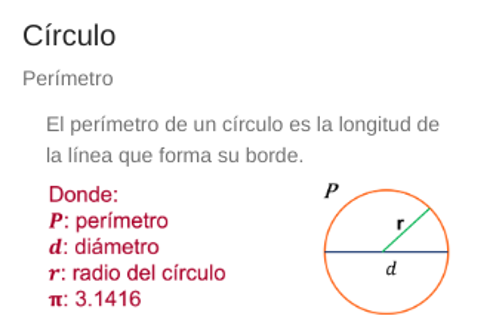 Círculo
Perímetro
El perímetro de un círculo es la longitud de
la línea que forma su borde.
Donde:
P: perímetro
d: diámetro
r: radio del círculo
π: 3.1416
P
r
d